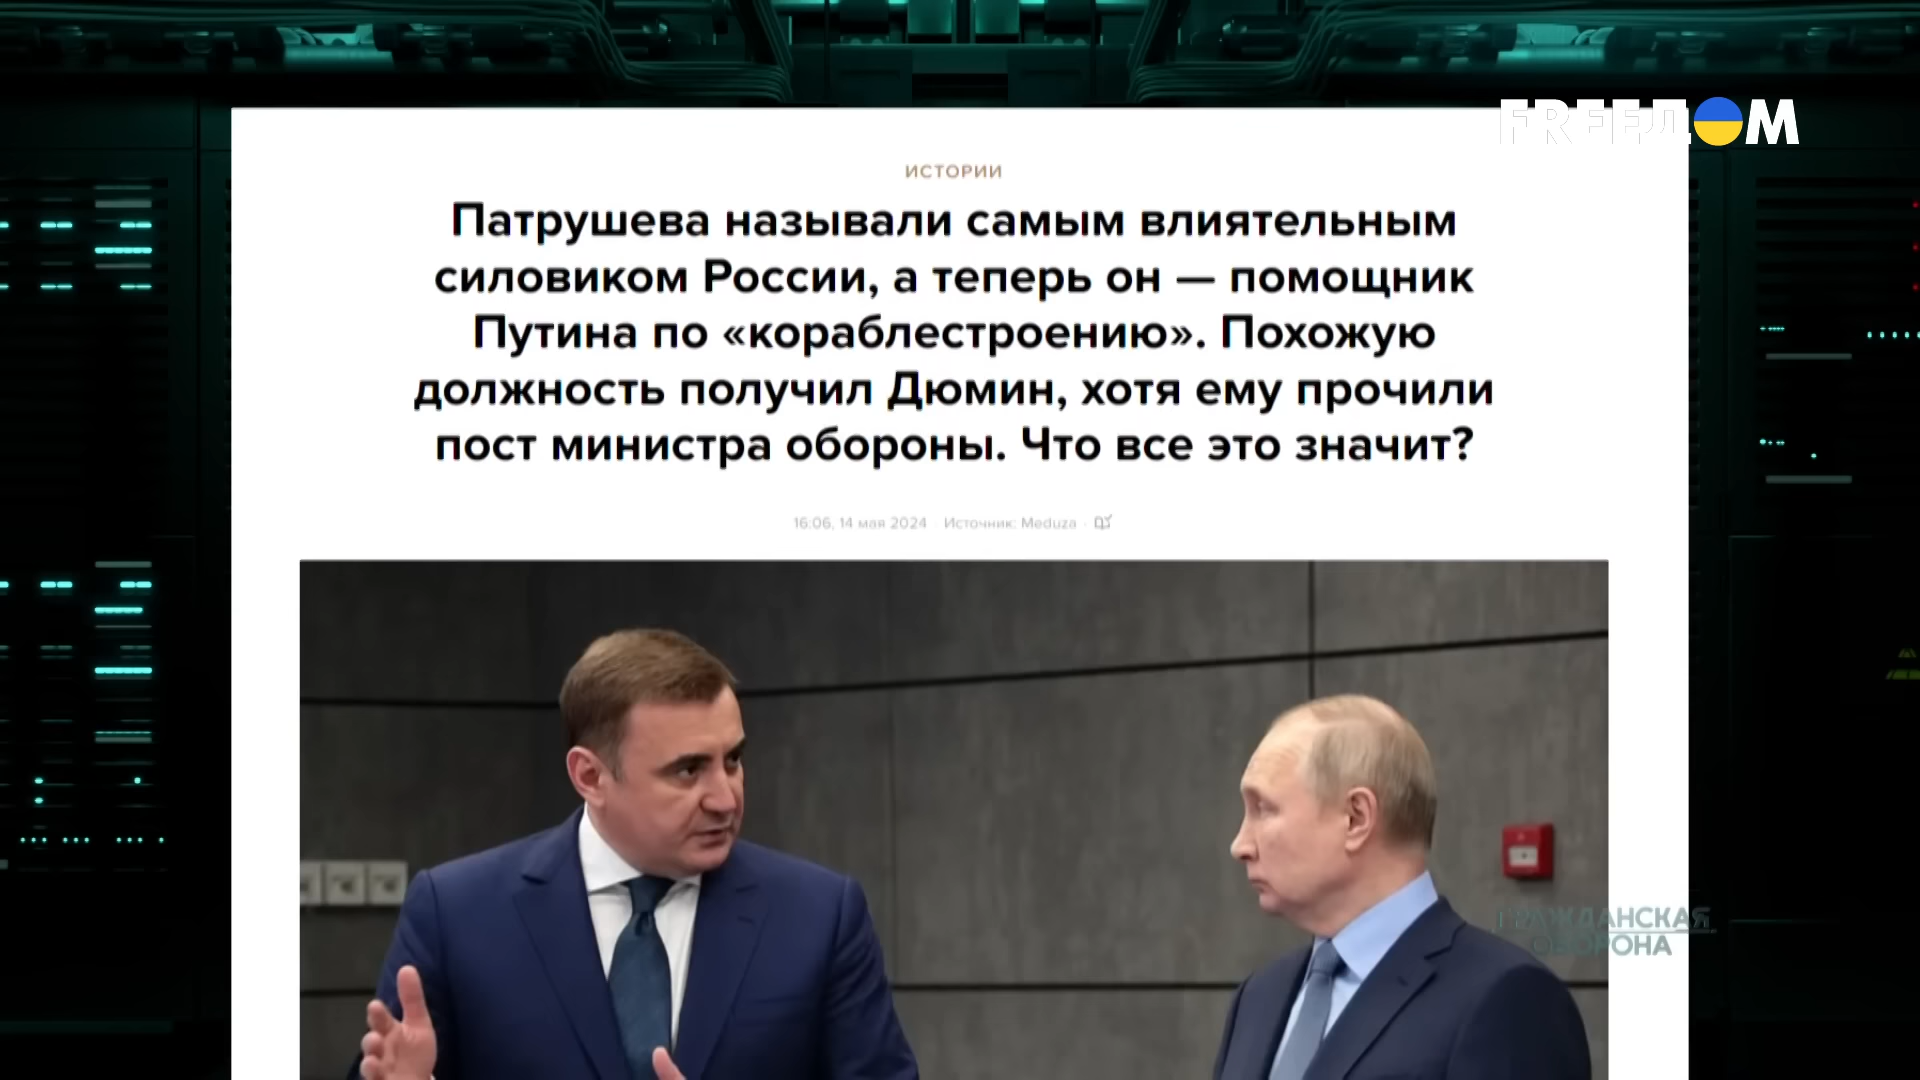 FREEДOM
ИСТОРИИ
Патрушева называли самым влиятельным
силовиком России, а теперь он — помощник
Путина по «кораблестроению». Похожую
должность получил Дюмин, хотя ему прочили
пост министра обороны. Что все это значит?
16:06, 14 мая 2024 · Источник: Meduza ·
ГРАЖДАНСКАЯ
ОБОРОНА